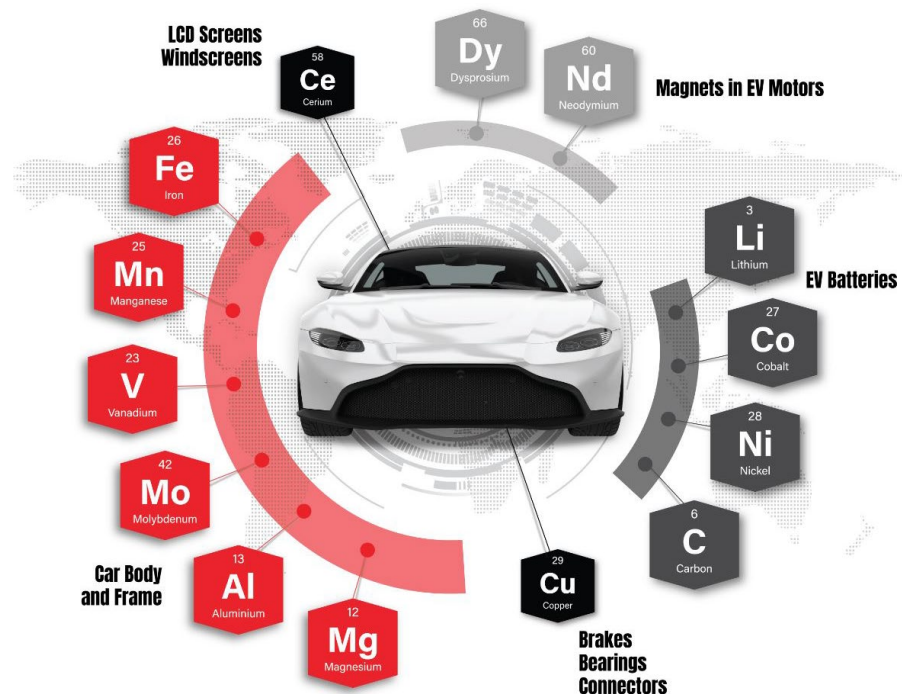 LCD Screens
Windscreens
58
Ce
Cerium
66
Dy
Dysprosium
60
Nd
Neodymium
Magnets in EV Motors
26
Fe
Iron
25
Mn
Manganese
23
V
Vanadium
42
Mo
Molybdenum
13
Al
Aluminium
12
Mg
Magnesium
Car Body
and Frame
3
Li
Lithium
EV Batteries
27
Co
Cobalt
28
Ni
Nickel
6
C
Carbon
29
Cu
Copper
Brakes
Bearings
Connectors